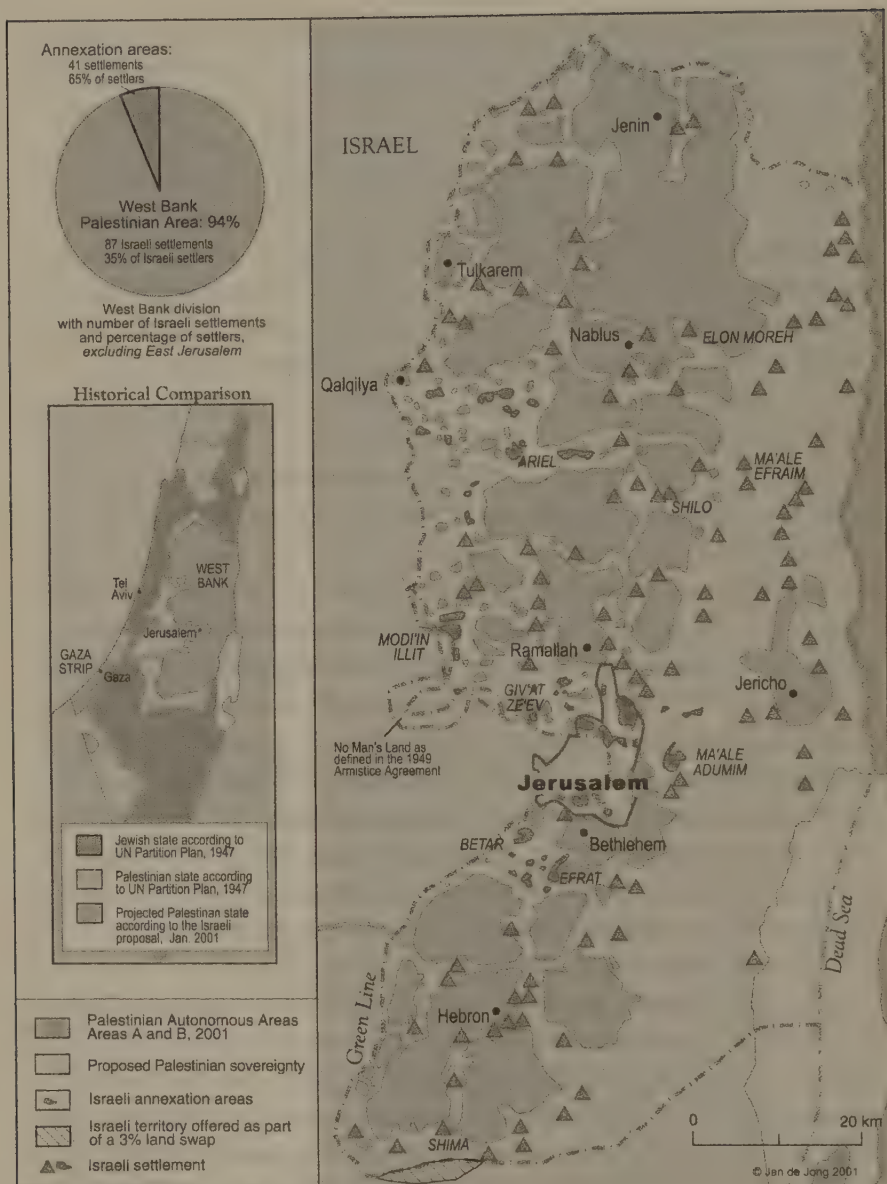 Annexation areas:
41 settlements
65% of settlers
West Bank
Palestinian Area: 94%
87 Israeli settlements
35% of Israeli settlers
West Bank division
with number of Israeli settlements
and percentage of settlers,
excluding East Jerusalem
Historical Comparison
WEST
BANK
Tel
Aviv
Jerusalem
GAZA
STRIP
Gaza
Jewish state according to
UN Partition Plan, 1947
Palestinian state according
to UN Partition Plan, 1947
Projected Palestinan state
according to the Israeli
proposal, Jan. 2001
Palestinian Autonomous Areas
Areas A and B, 2001
Proposed Palestinian sovereignty
Israeli annexation areas
Israeli territory offered as part
of a 3% land swap
Israeli settlement
ISRAEL
Jenin
Tulkarem
Nablus
ELON MOREH
Qalqilya
ARIEL
MA'ALE
EFRAIM
SHILO
MODI'IN
ILLIT
Ramallah
GIV'AT
ZE'EV
Jericho
No Man's Land as
defined in the 1949
Armistice Agreement
MA'ALE
ADUMIM
Jerusalem
BETAR
Bethlehem
EFRAT
Dead Sea
Green Line
Hebron
SHIMA
0 20 km
© Jan de Jong 2001